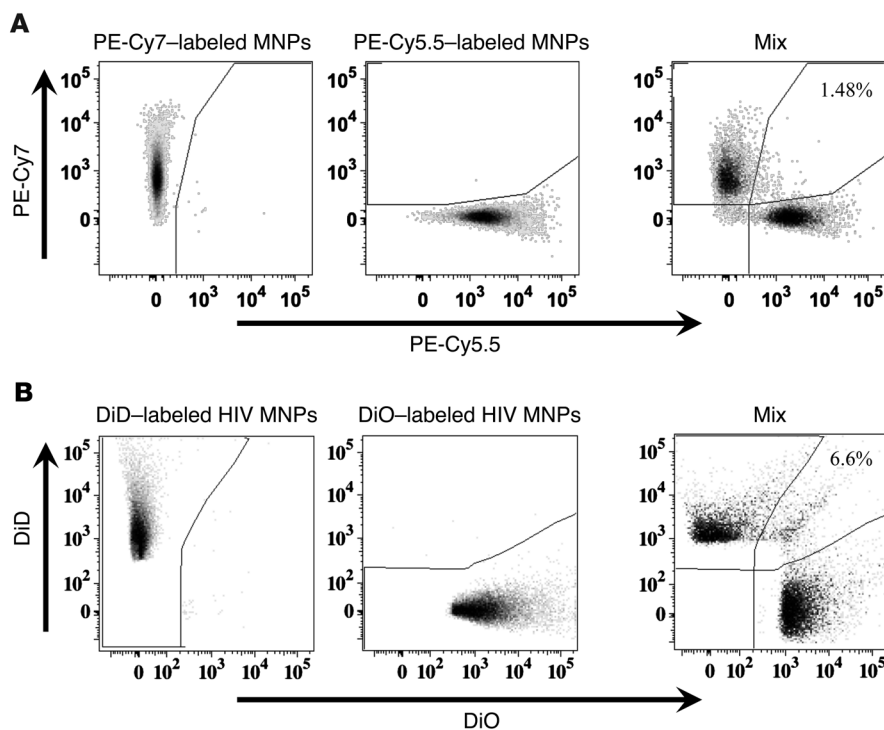 A
PE-Cy7–labeled MNPs PE-Cy5.5–labeled MNPs Mix
10⁵ 10⁵ 10⁵ 1.48%
10⁴ 10⁴ 10⁴
10³ 10³ 10³
0 0 0
PE-Cy7
0 10³ 10⁴ 10⁵ 0 10³ 10⁴ 10⁵ 0 10³ 10⁴ 10⁵
PE-Cy5.5
B
DiD–labeled HIV MNPs DiO–labeled HIV MNPs Mix
10⁵ 10⁵ 10⁵ 6.6%
10⁴ 10⁴ 10⁴
10³ 10³ 10³
10² 10² 10²
0 0 0
DiD
0 10² 10³ 10⁴ 10⁵ 0 10² 10³ 10⁴ 10⁵ 0 10² 10³ 10⁴ 10⁵
DiO